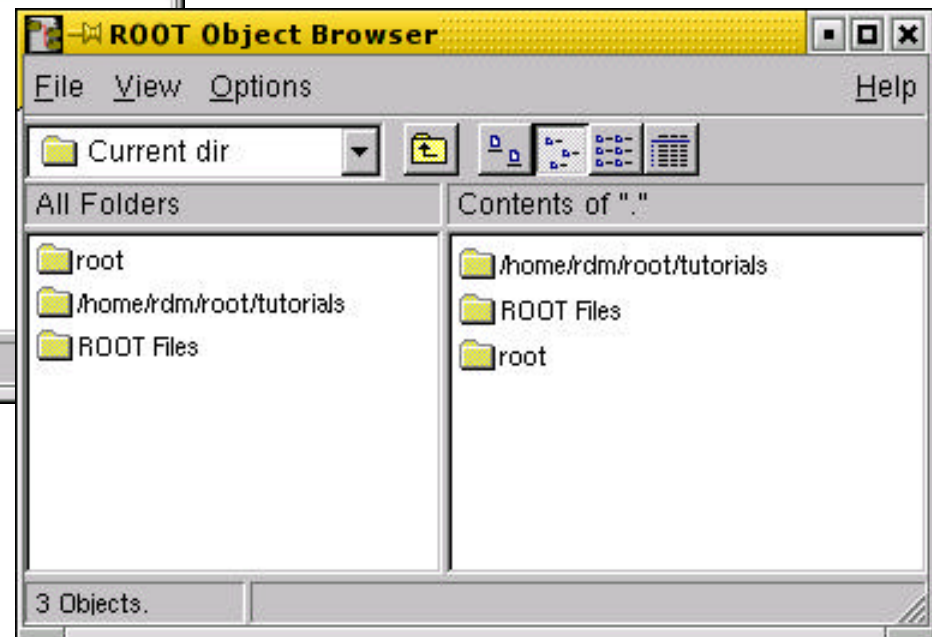 ROOT Object Browser
File View Options Help
Current dir
All Folders
Contents of "."
root
/home/rdm/root/tutorials
ROOT Files
/home/rdm/root/tutorials
ROOT Files
root
3 Objects.